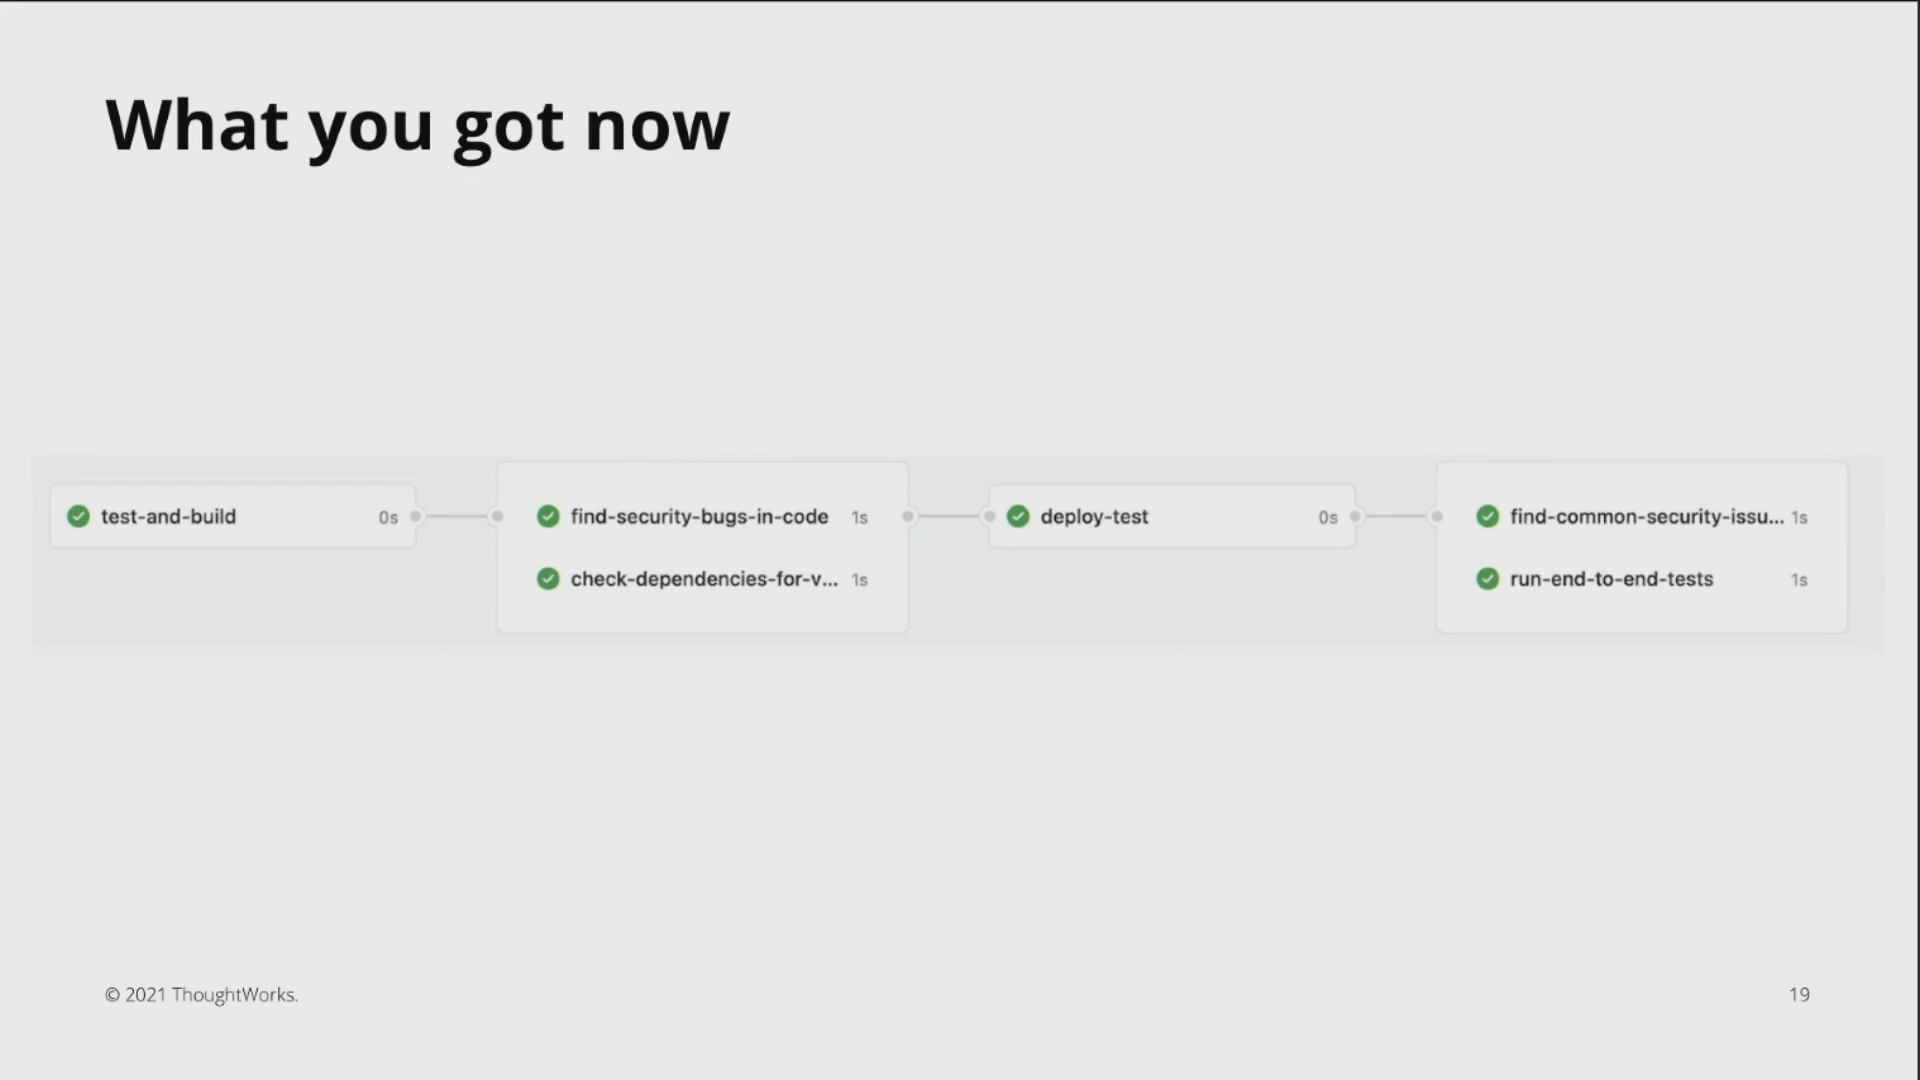 What you got now
test-and-build 0s
find-security-bugs-in-code 1s
check-dependencies-for-v... 1s
deploy-test 0s
find-common-security-issu... 1s
run-end-to-end-tests 1s
© 2021 ThoughtWorks.
19